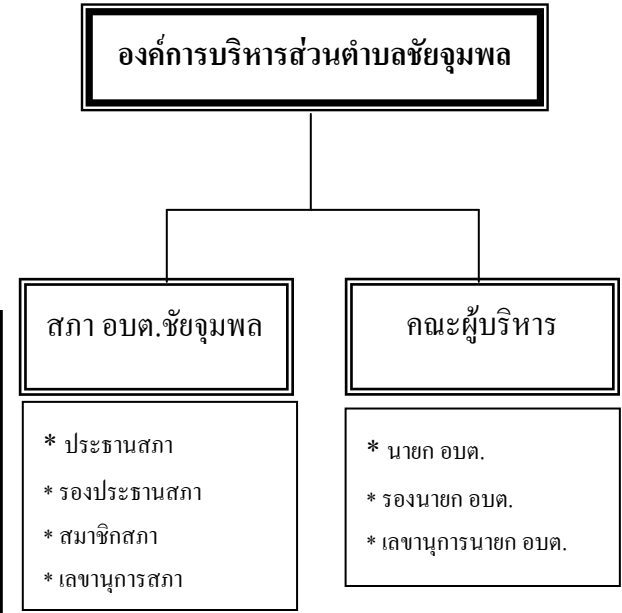 องค์การบริหารส่วนตำบลชัยจุมพล
สภา อบต.ชัยจุมพล
* ประธานสภา
* รองประธานสภา
* สมาชิกสภา
* เลขานุการสภา
คณะผู้บริหาร
* นายก อบต.
* รองนายก อบต.
* เลขานุการนายก อบต.